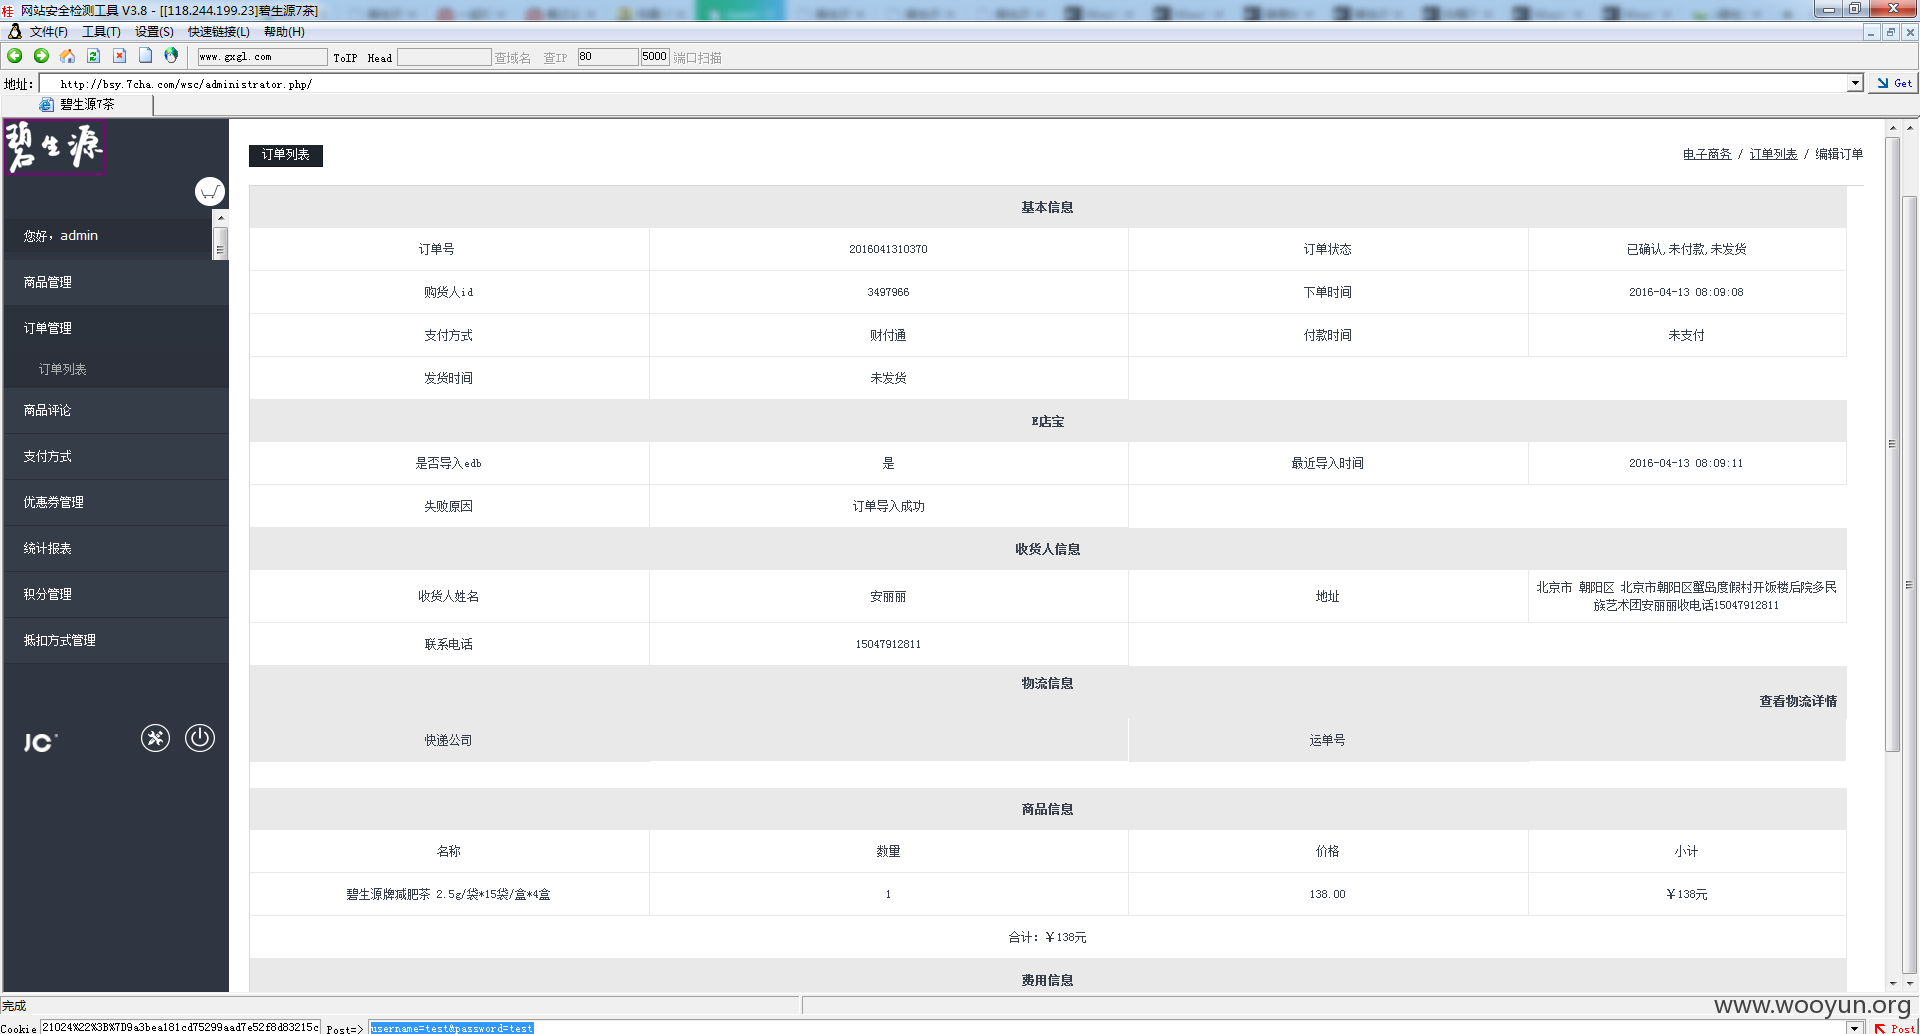 网站安全检测工具 V3.8 - [[118.244.199.23]碧生源7茶]
文件(F) 工具(T) 设置(S) 快速链接(L) 帮助(H)
www.gxgl.com ToIP Head 查域名 查IP 80 5000 端口扫描
地址: http://bsy.7cha.com/wsc/administrator.php/ Get
碧生源7茶
碧生源
您好，admin
商品管理
订单管理
订单列表
商品评论
支付方式
优惠券管理
统计报表
积分管理
抵扣方式管理
JC
订单列表
电子商务 / 订单列表 / 编辑订单
基本信息
订单号 2016041310370 订单状态 已确认,未付款,未发货
购货人id 3497966 下单时间 2016-04-13 08:09:08
支付方式 财付通 付款时间 未支付
发货时间 未发货
E店宝
是否导入edb 是 最近导入时间 2016-04-13 08:09:11
失败原因 订单导入成功
收货人信息
收货人姓名 安丽丽 地址 北京市 朝阳区 北京市朝阳区蟹岛度假村开饭楼后院多民
族艺术团安丽丽收电话15047912811
联系电话 15047912811
物流信息
查看物流详情
快递公司 运单号
商品信息
名称 数量 价格 小计
碧生源牌减肥茶 2.5g/袋*15袋/盒*4盒 1 138.00 ￥138元
合计：￥138元
费用信息
完成
www.wooyun.org
Cookie 21024%22%3B%7D9a3bea181cd75299aad7e52f8d83215c Post=> username=test&password=test Post